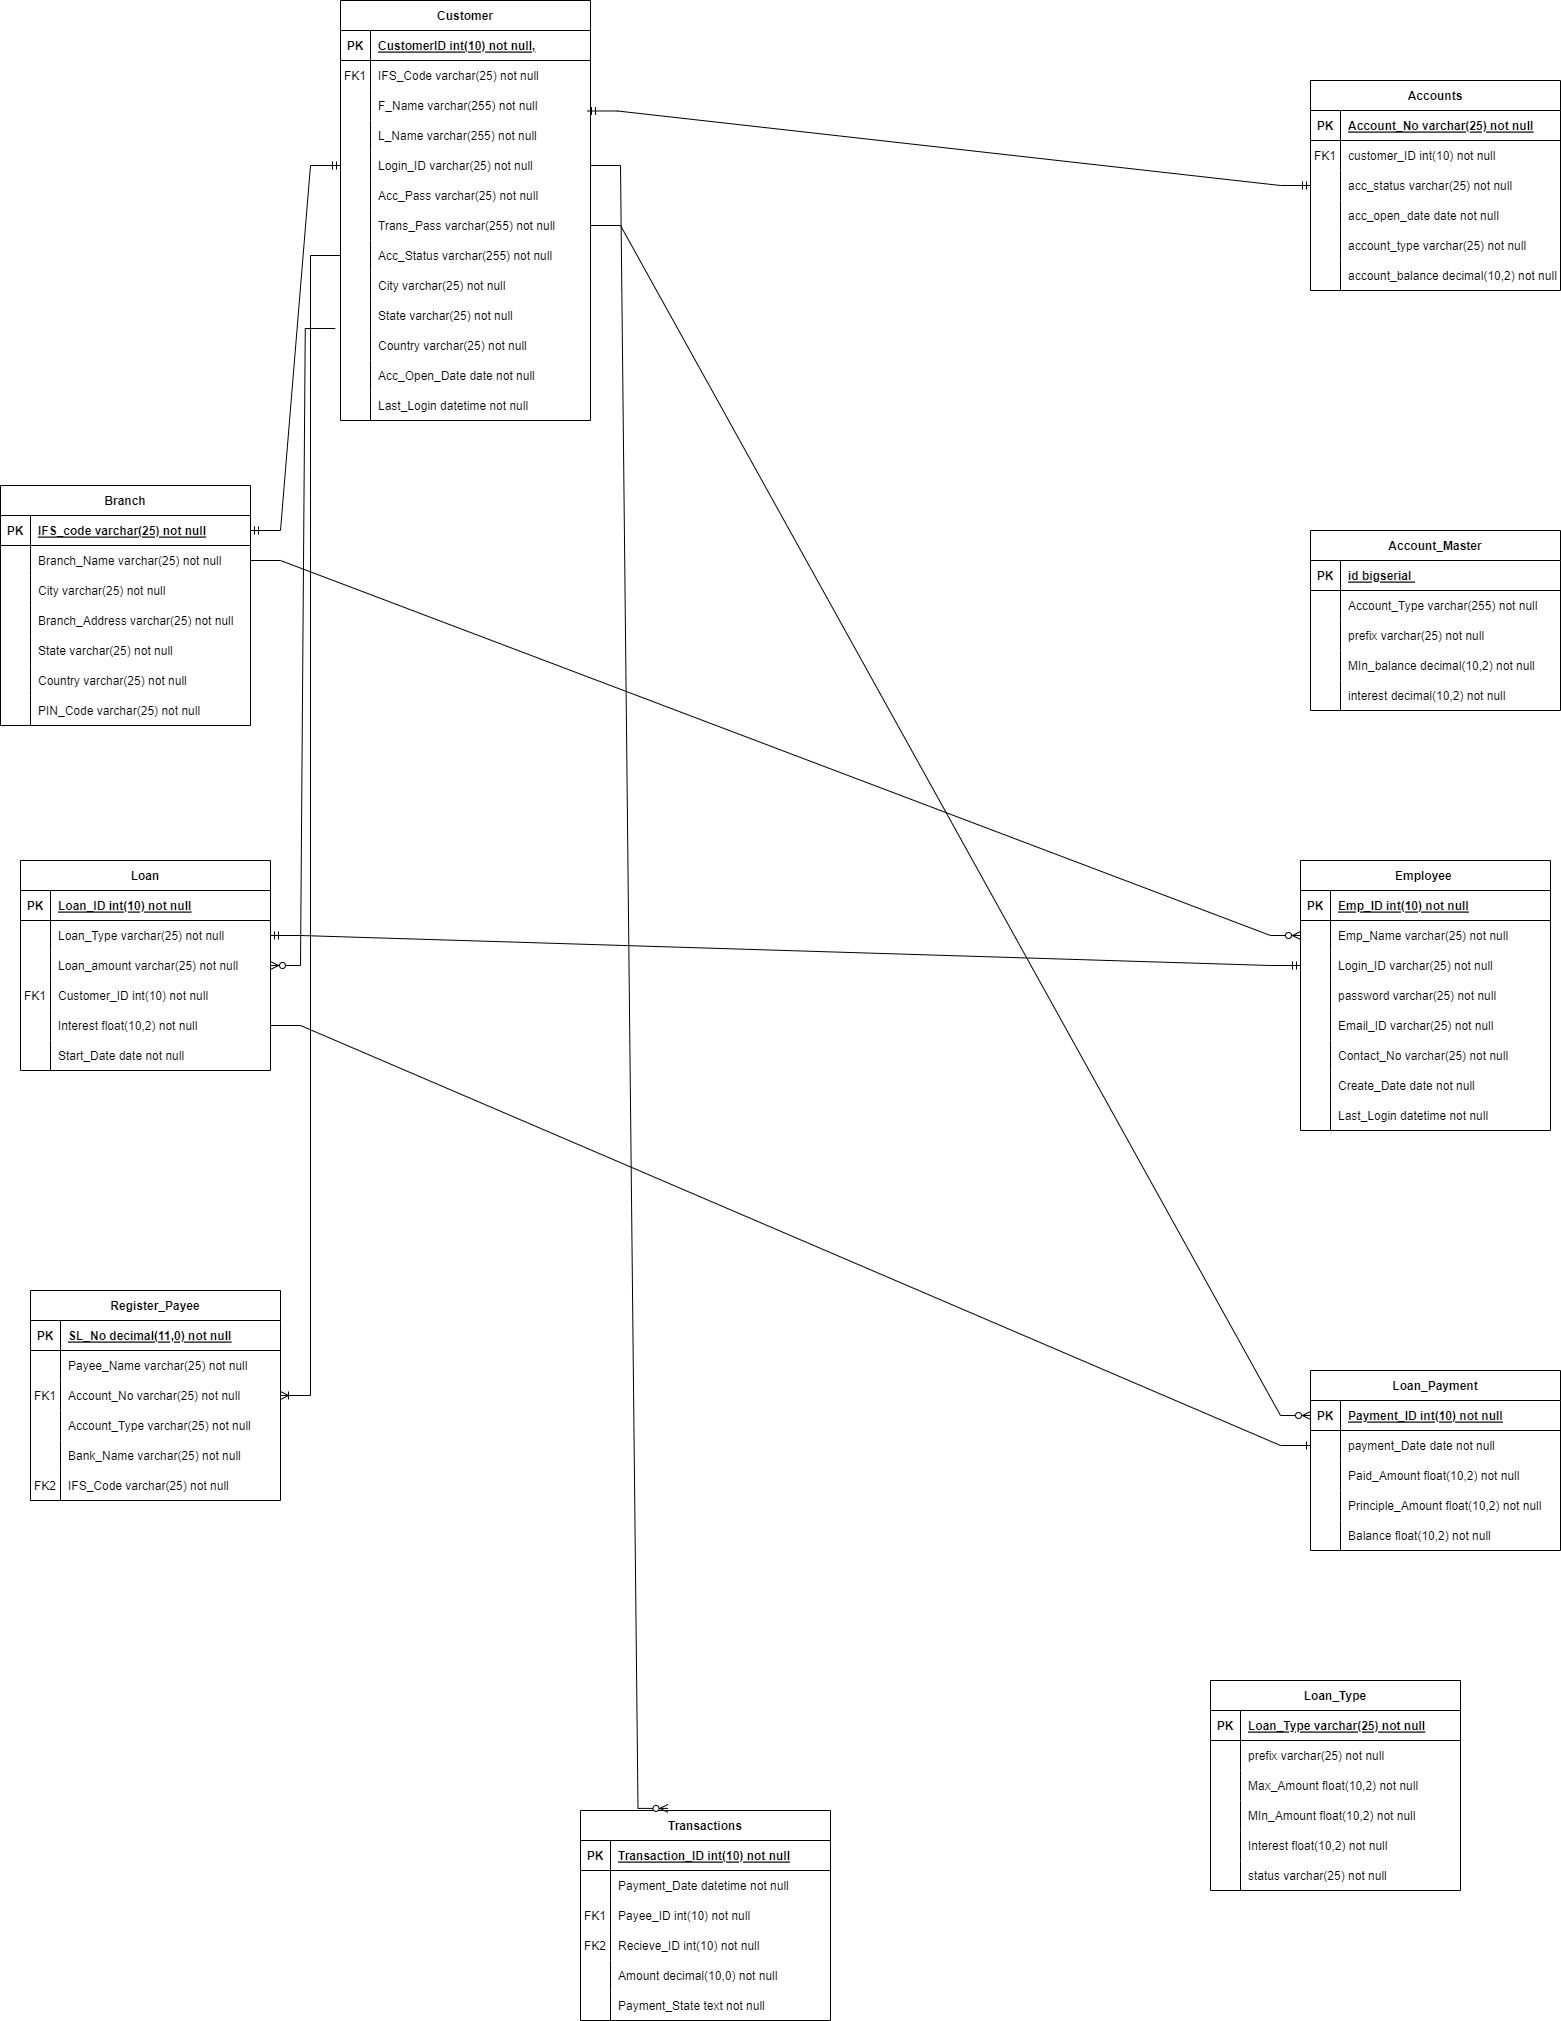 Customer
PK CustomerID int(10) not null,
FK1 IFS_Code varchar(25) not null
F_Name varchar(255) not null
L_Name varchar(255) not null
Login_ID varchar(25) not null
Acc_Pass varchar(25) not null
Trans_Pass varchar(255) not null
Acc_Status varchar(255) not null
City varchar(25) not null
State varchar(25) not null
Country varchar(25) not null
Acc_Open_Date date not null
Last_Login datetime not null
Accounts
PK Account_No varchar(25) not null
FK1 customer_ID int(10) not null
acc_status varchar(25) not null
acc_open_date date not null
account_type varchar(25) not null
account_balance decimal(10,2) not null
Branch
PK IFS_code varchar(25) not null
Branch_Name varchar(25) not null
City varchar(25) not null
Branch_Address varchar(25) not null
State varchar(25) not null
Country varchar(25) not null
PIN_Code varchar(25) not null
Account_Master
PK id bigserial
Account_Type varchar(255) not null
prefix varchar(25) not null
MIn_balance decimal(10,2) not null
interest decimal(10,2) not null
Loan
PK Loan_ID int(10) not null
Loan_Type varchar(25) not null
Loan_amount varchar(25) not null
FK1 Customer_ID int(10) not null
Interest float(10,2) not null
Start_Date date not null
Employee
PK Emp_ID int(10) not null
Emp_Name varchar(25) not null
Login_ID varchar(25) not null
password varchar(25) not null
Email_ID varchar(25) not null
Contact_No varchar(25) not null
Create_Date date not null
Last_Login datetime not null
Register_Payee
PK SL_No decimal(11,0) not null
Payee_Name varchar(25) not null
FK1 Account_No varchar(25) not null
Account_Type varchar(25) not null
Bank_Name varchar(25) not null
FK2 IFS_Code varchar(25) not null
Loan_Payment
PK Payment_ID int(10) not null
payment_Date date not null
Paid_Amount float(10,2) not null
Principle_Amount float(10,2) not null
Balance float(10,2) not null
Loan_Type
PK Loan_Type varchar(25) not null
prefix varchar(25) not null
Max_Amount float(10,2) not null
MIn_Amount float(10,2) not null
Interest float(10,2) not null
status varchar(25) not null
Transactions
PK Transaction_ID int(10) not null
Payment_Date datetime not null
FK1 Payee_ID int(10) not null
FK2 Recieve_ID int(10) not null
Amount decimal(10,0) not null
Payment_State text not null